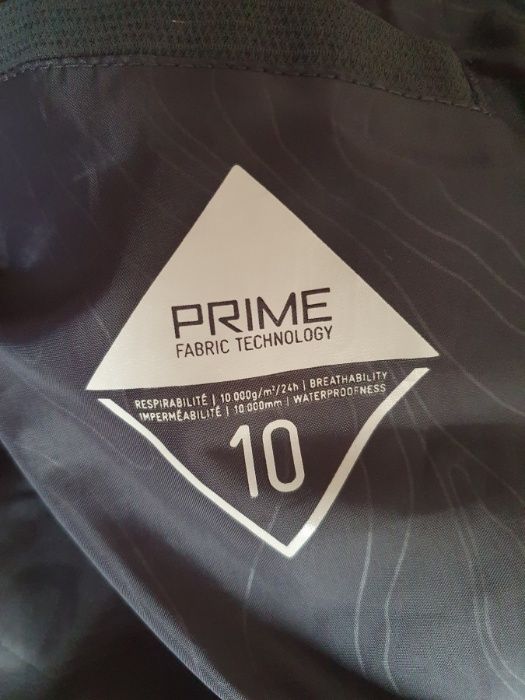 PRIME
FABRIC TECHNOLOGY
RESPIRABILITÉ | 10 000g/m²/24h | BREATHABILITY
IMPERMÉABILITÉ | 10 000mm | WATERPROOFNESS
10